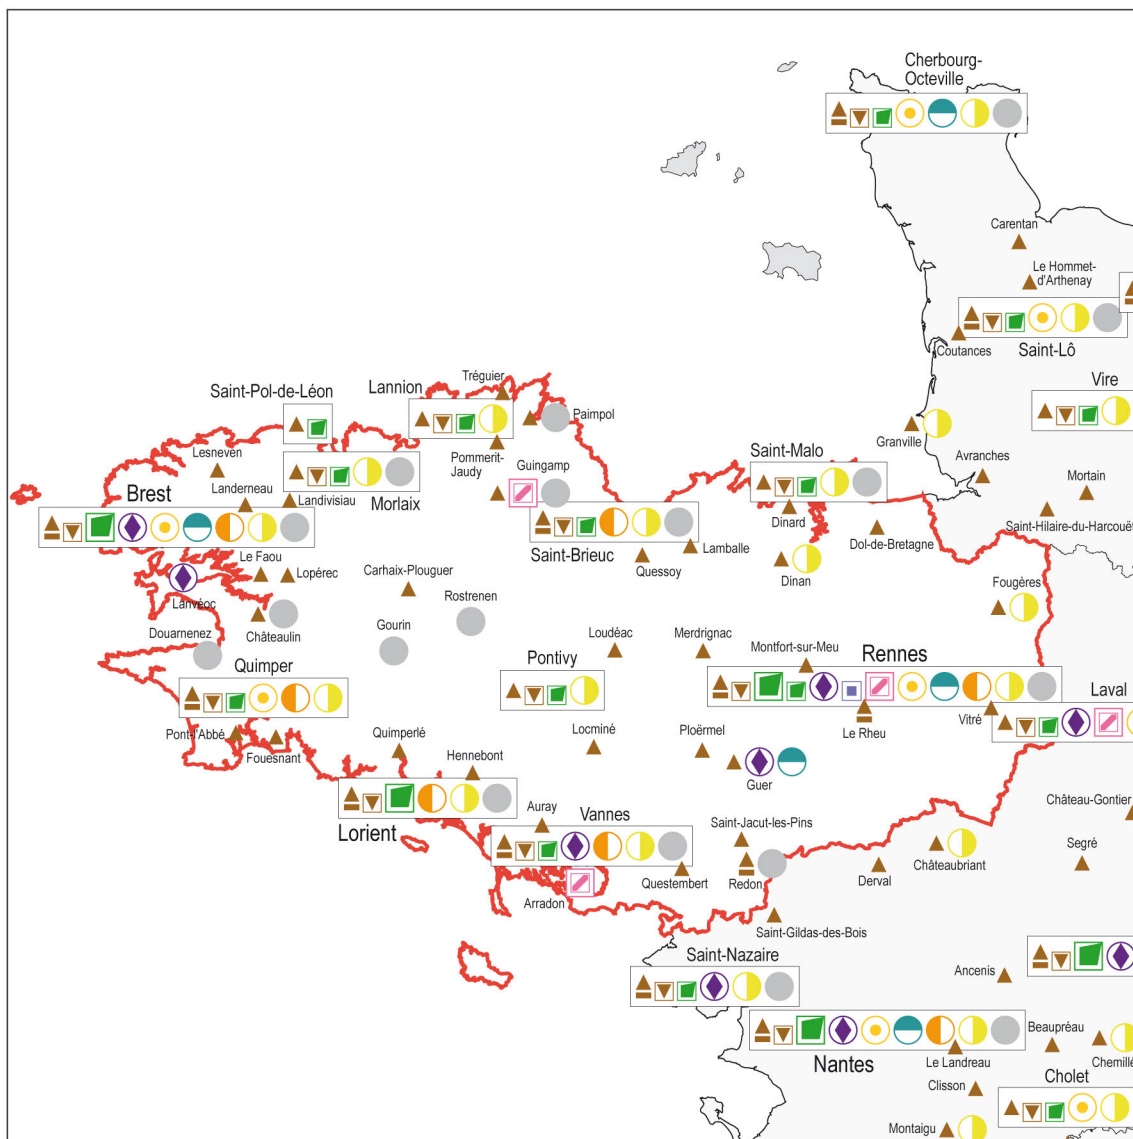 Cherbourg-
Octeville
Carentan
Le Hommet-
d'Arthenay
Saint-Lô
Coutances
Vire
Tréguier
Lannion
Saint-Pol-de-Léon
Paimpol
Granville
Pommerit-
Jaudy
Guingamp
Saint-Malo
Avranches
Lesneven
Mortain
Brest
Landerneau
Landivisiau
Morlaix
Dinard
Saint-Hilaire-du-Harcouët
Le Faou
Saint-Brieuc
Lamballe
Dol-de-Bretagne
Quessoy
Dinan
Lopérec
Carhaix-Plouguer
Fougères
Lanvéoc
Rostrenen
Châteaulin
Gourin
Douarnenez
Loudéac
Merdrignac
Montfort-sur-Meu
Rennes
Quimper
Pontivy
Laval
Vitré
Le Rheu
Pont-l'Abbé
Fouesnant
Quimperlé
Locminé
Ploërmel
Hennebont
Guer
Château-Gontier
Auray
Vannes
Saint-Jacut-les-Pins
Lorient
Segré
Châteaubriant
Derval
Redon
Questembert
Arradon
Saint-Gildas-des-Bois
Saint-Nazaire
Ancenis
Beaupréau
Nantes
Le Landreau
Chemillé
Cholet
Clisson
Montaigu